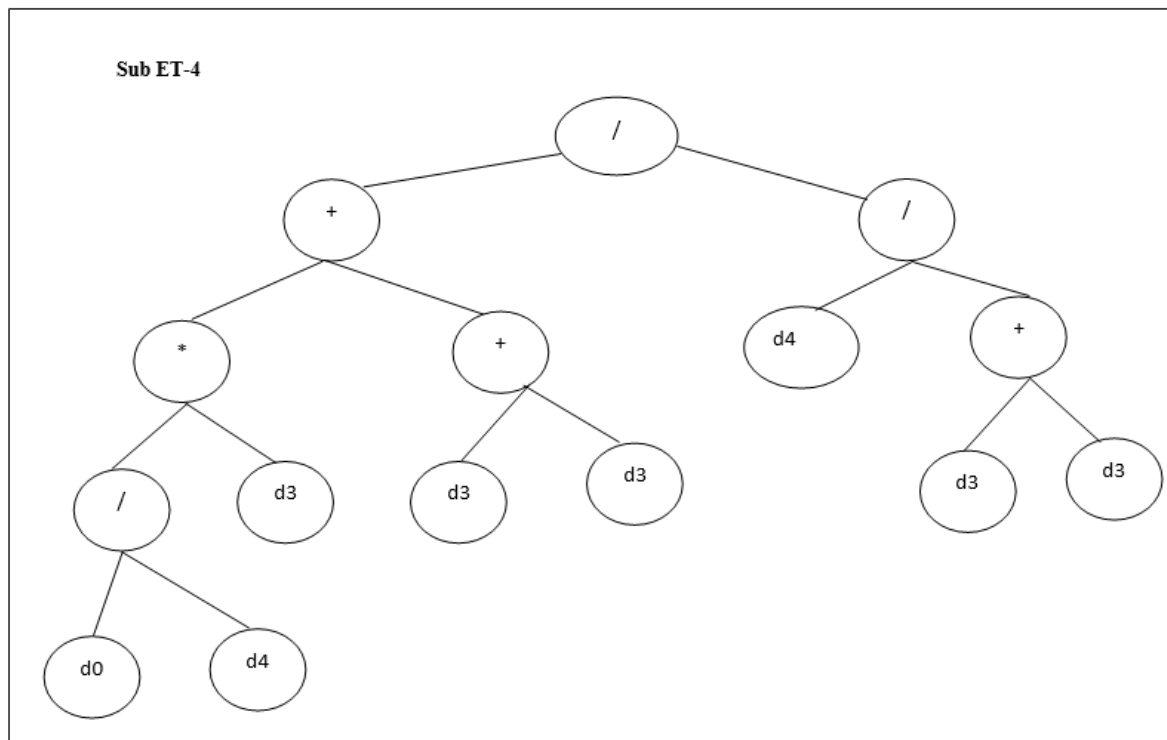 Sub ET-4
/
+ /
* + d4 +
/ d3 d3 d3 d3 d3
d0 d4